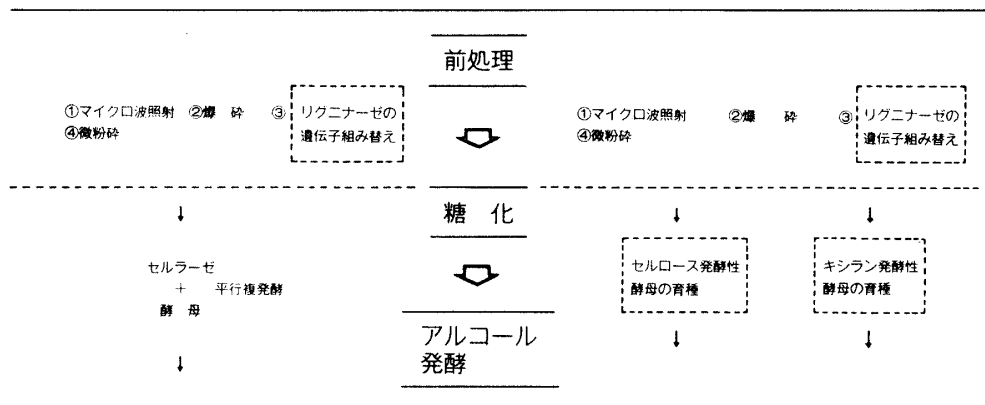 前処理
①マイクロ波照射 ②爆 砕 ③ リグニナーゼの
④微粉砕 遺伝子組み替え
①マイクロ波照射 ②爆 砕 ③ リグニナーゼの
④微粉砕 遺伝子組み替え
糖 化
セルラーゼ
+ 平行複発酵
酵 母
セルロース発酵性
酵母の育種
キシラン発酵性
酵母の育種
アルコール
発酵